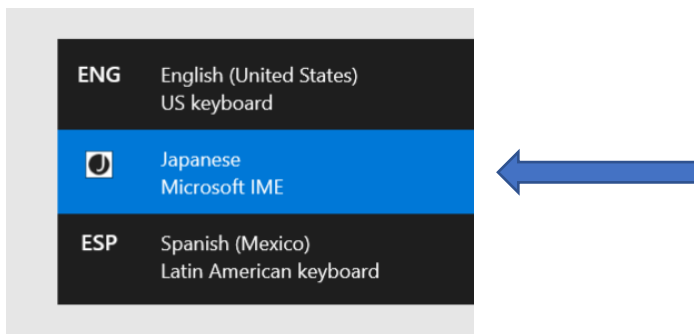 ENG English (United States)
US keyboard
Japanese
Microsoft IME
ESP Spanish (Mexico)
Latin American keyboard